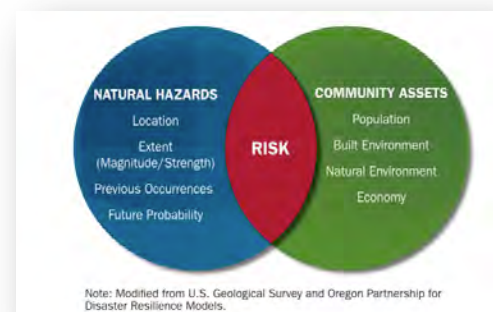 NATURAL HAZARDS
Location
Extent
(Magnitude/Strength)
Previous Occurrences
Future Probability
RISK
COMMUNITY ASSETS
Population
Built Environment
Natural Environment
Economy
Note: Modified from U.S. Geological Survey and Oregon Partnership for
Disaster Resilience Models.